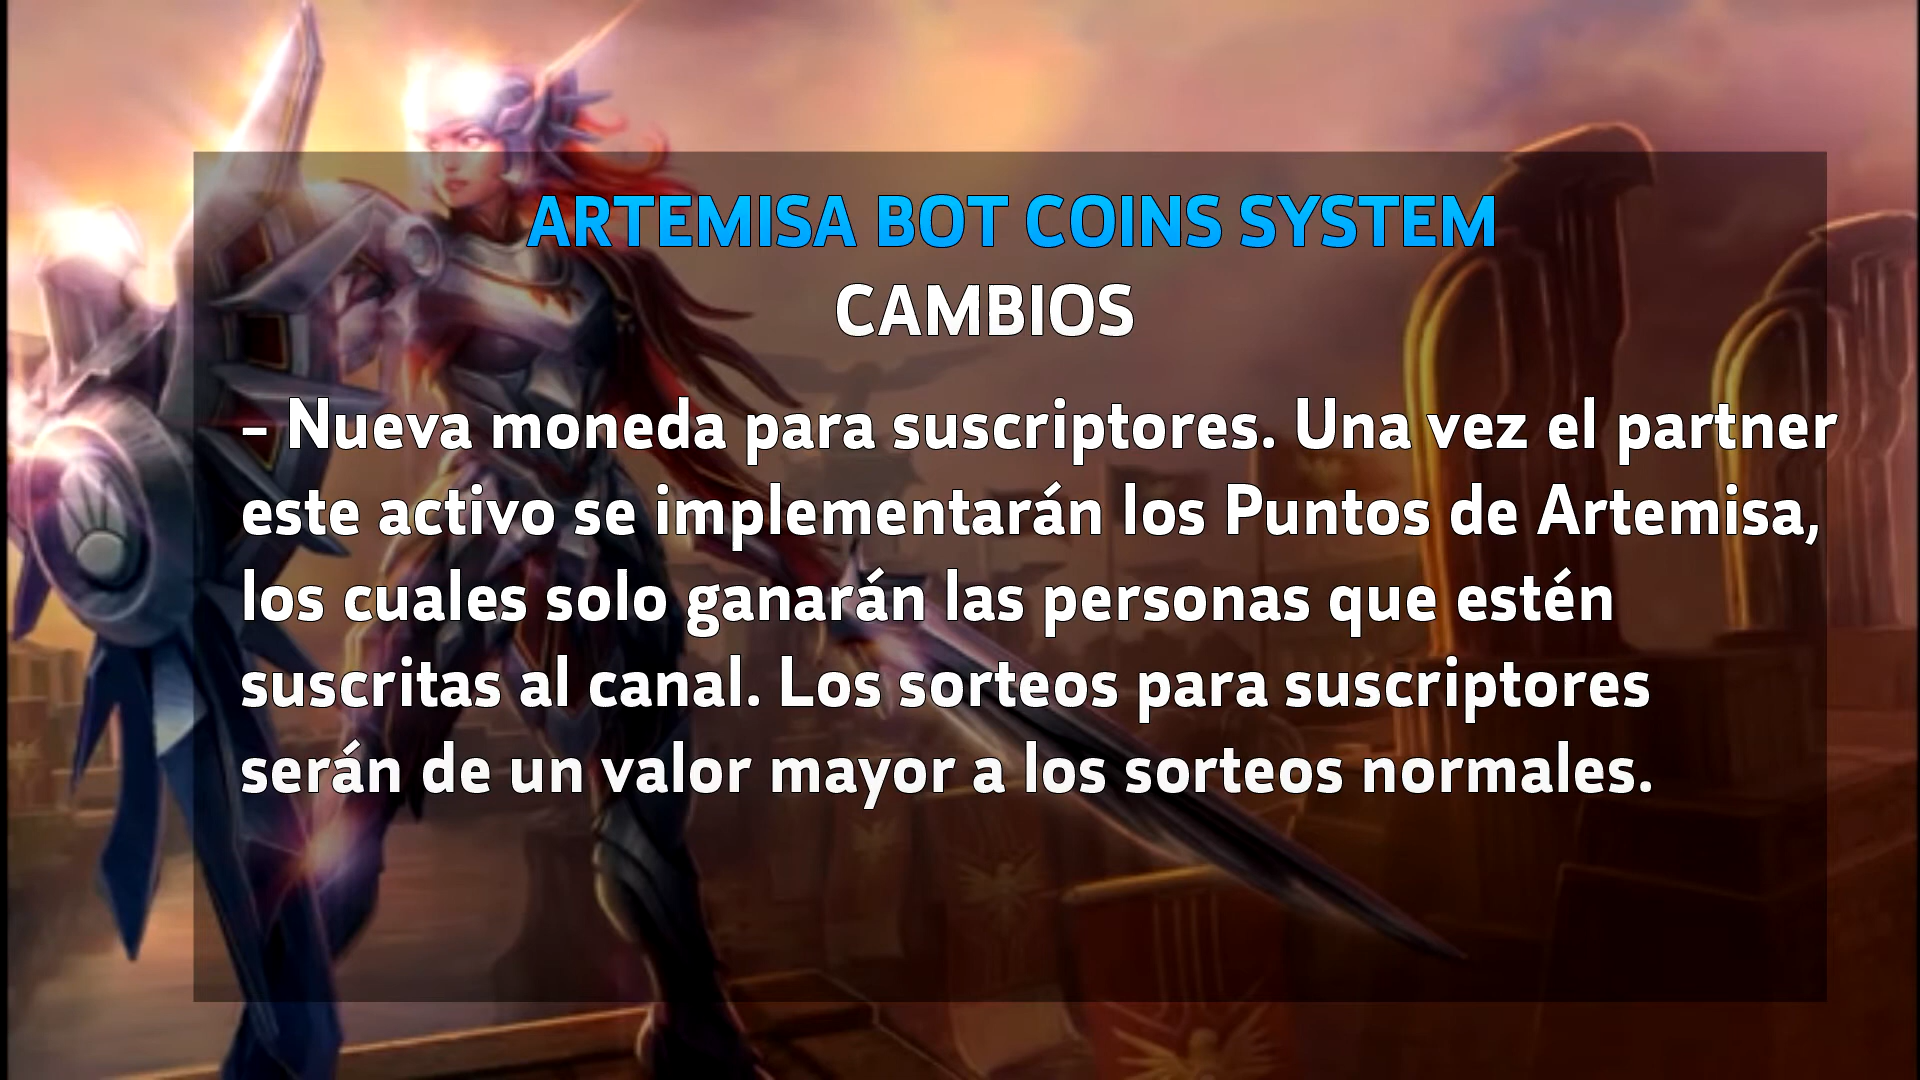 ARTEMISA BOT COINS SYSTEM
CAMBIOS
- Nueva moneda para suscriptores. Una vez el partner
este activo se implementarán los Puntos de Artemisa,
los cuales solo ganarán las personas que estén
suscritas al canal. Los sorteos para suscriptores
serán de un valor mayor a los sorteos normales.